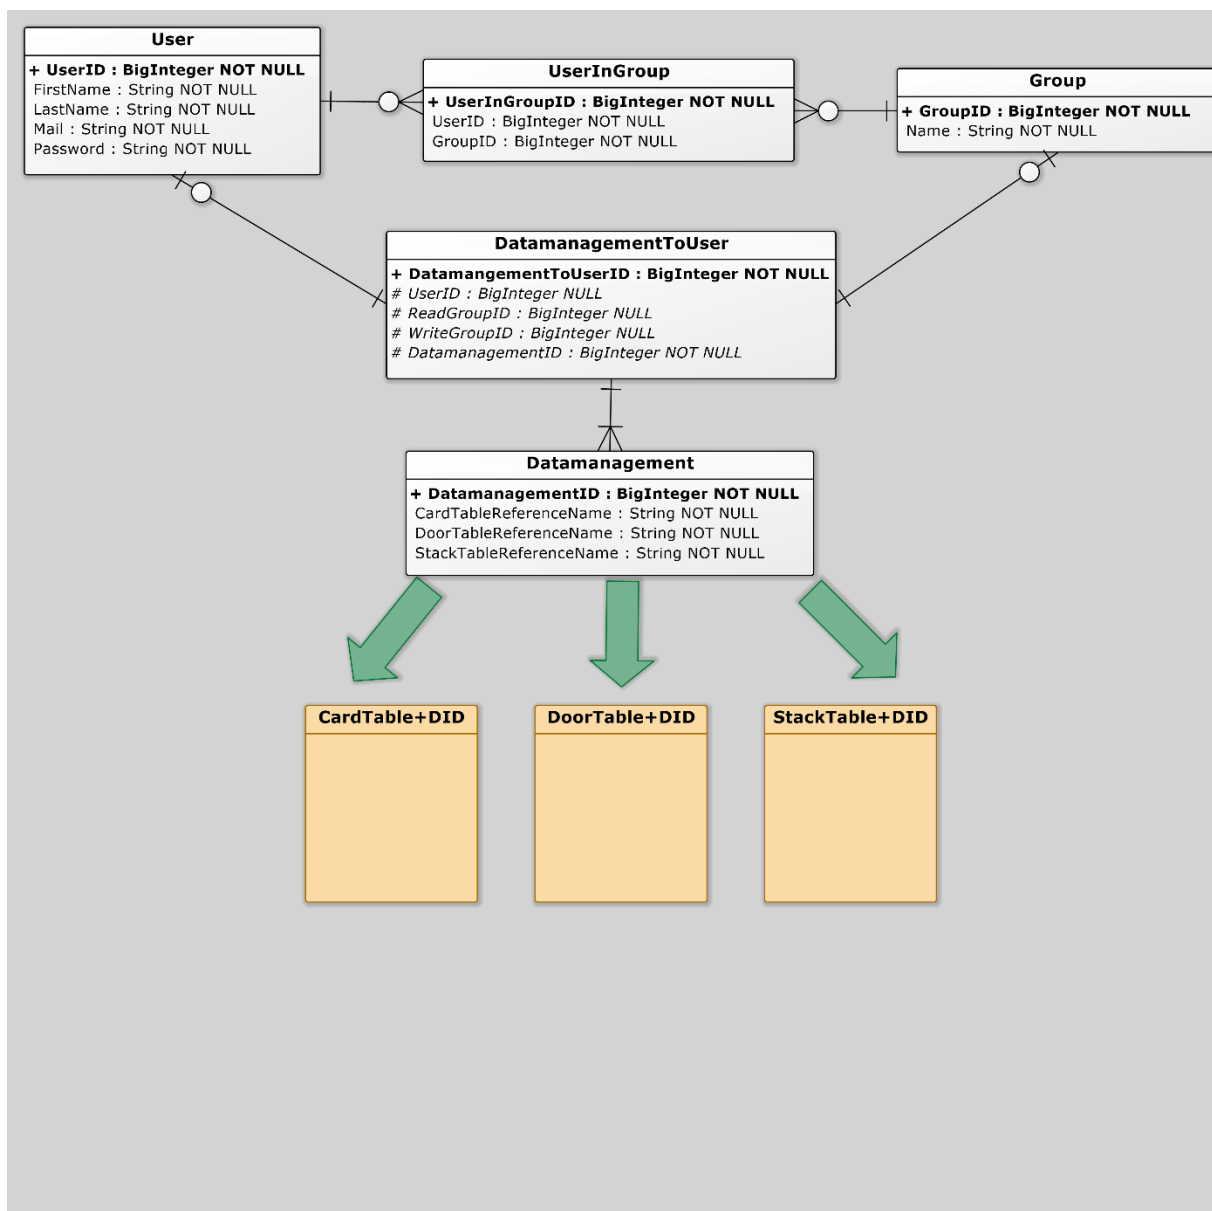 User
+ UserID : BigInteger NOT NULL
FirstName : String NOT NULL
LastName : String NOT NULL
Mail : String NOT NULL
Password : String NOT NULL
UserInGroup
+ UserInGroupID : BigInteger NOT NULL
UserID : BigInteger NOT NULL
GroupID : BigInteger NOT NULL
Group
+ GroupID : BigInteger NOT NULL
Name : String NOT NULL
DatamanagementToUser
+ DatamangementToUserID : BigInteger NOT NULL
# UserID : BigInteger NULL
# ReadGroupID : BigInteger NULL
# WriteGroupID : BigInteger NULL
# DatamanagementID : BigInteger NOT NULL
Datamanagement
+ DatamanagementID : BigInteger NOT NULL
CardTableReferenceName : String NOT NULL
DoorTableReferenceName : String NOT NULL
StackTableReferenceName : String NOT NULL
CardTable+DID
DoorTable+DID
StackTable+DID